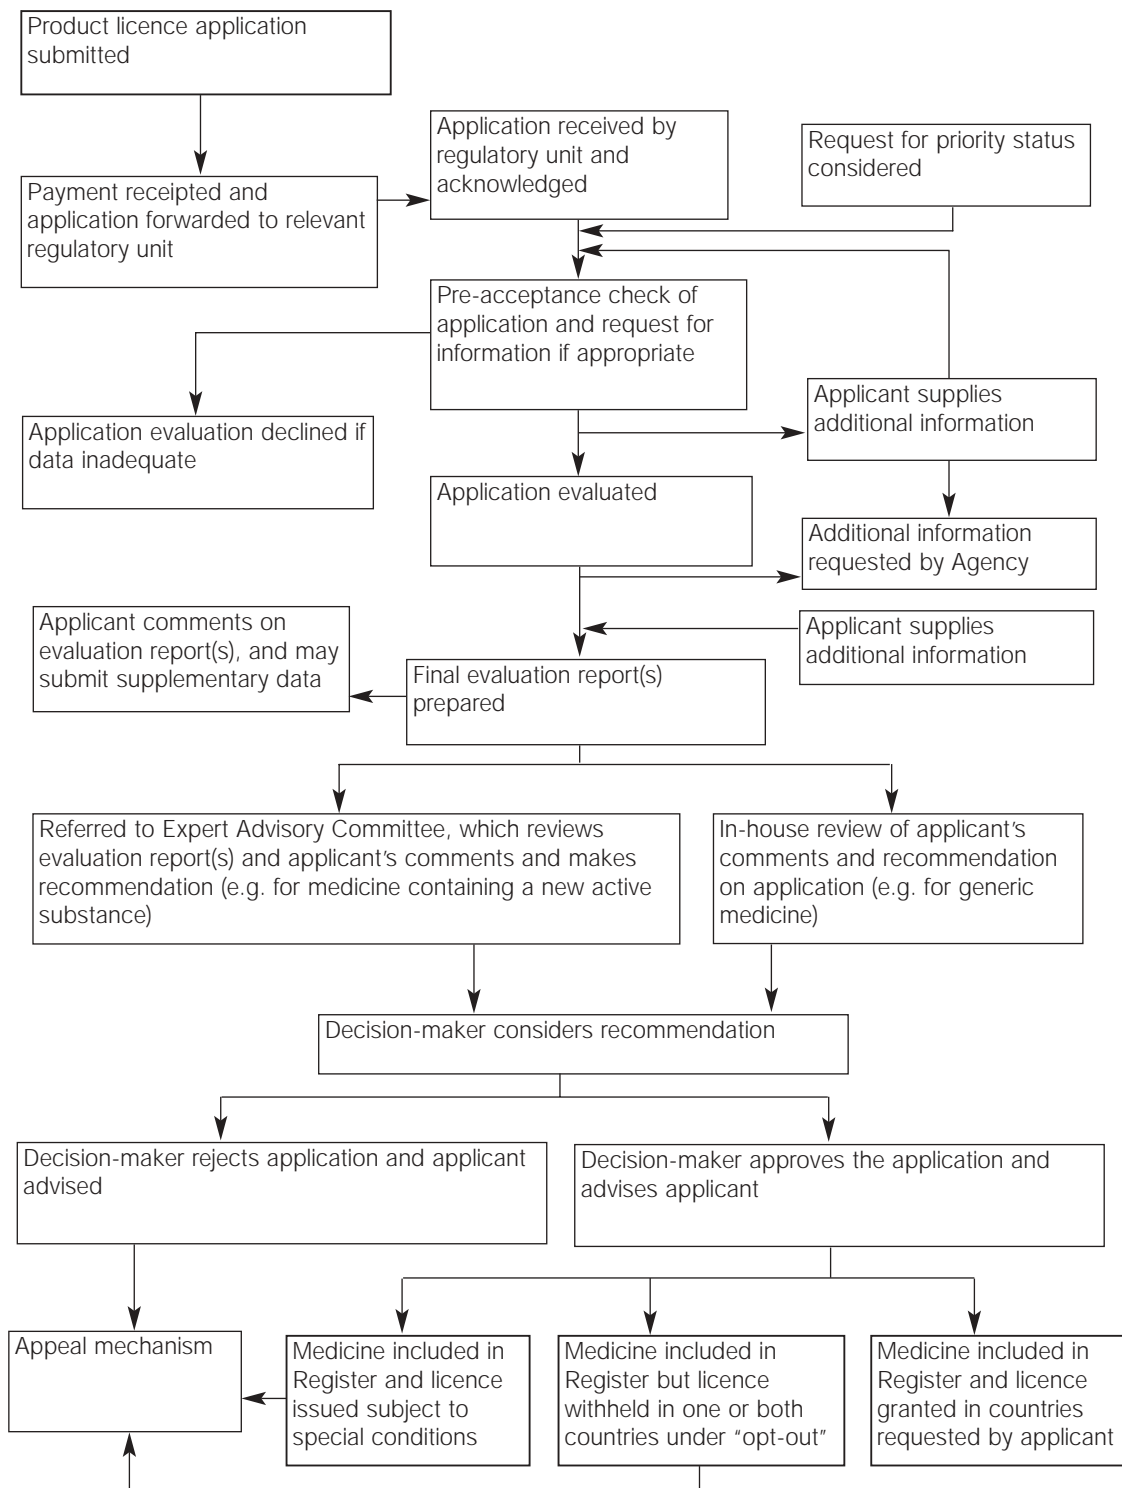 Product licence application
submitted
Application received by
regulatory unit and
acknowledged
Request for priority status
considered
Payment receipted and
application forwarded to relevant
regulatory unit
Pre-acceptance check of
application and request for
information if appropriate
Applicant supplies
additional information
Application evaluation declined if
data inadequate
Application evaluated
Additional information
requested by Agency
Applicant comments on
evaluation report(s), and may
submit supplementary data
Applicant supplies
additional information
Final evaluation report(s)
prepared
Referred to Expert Advisory Committee, which reviews
evaluation report(s) and applicant's comments and makes
recommendation (e.g. for medicine containing a new active
substance)
In-house review of applicant's
comments and recommendation
on application (e.g. for generic
medicine)
Decision-maker considers recommendation
Decision-maker rejects application and applicant
advised
Decision-maker approves the application and
advises applicant
Appeal mechanism
Medicine included in
Register and licence
issued subject to
special conditions
Medicine included in
Register but licence
withheld in one or both
countries under "opt-out"
Medicine included in
Register and licence
granted in countries
requested by applicant